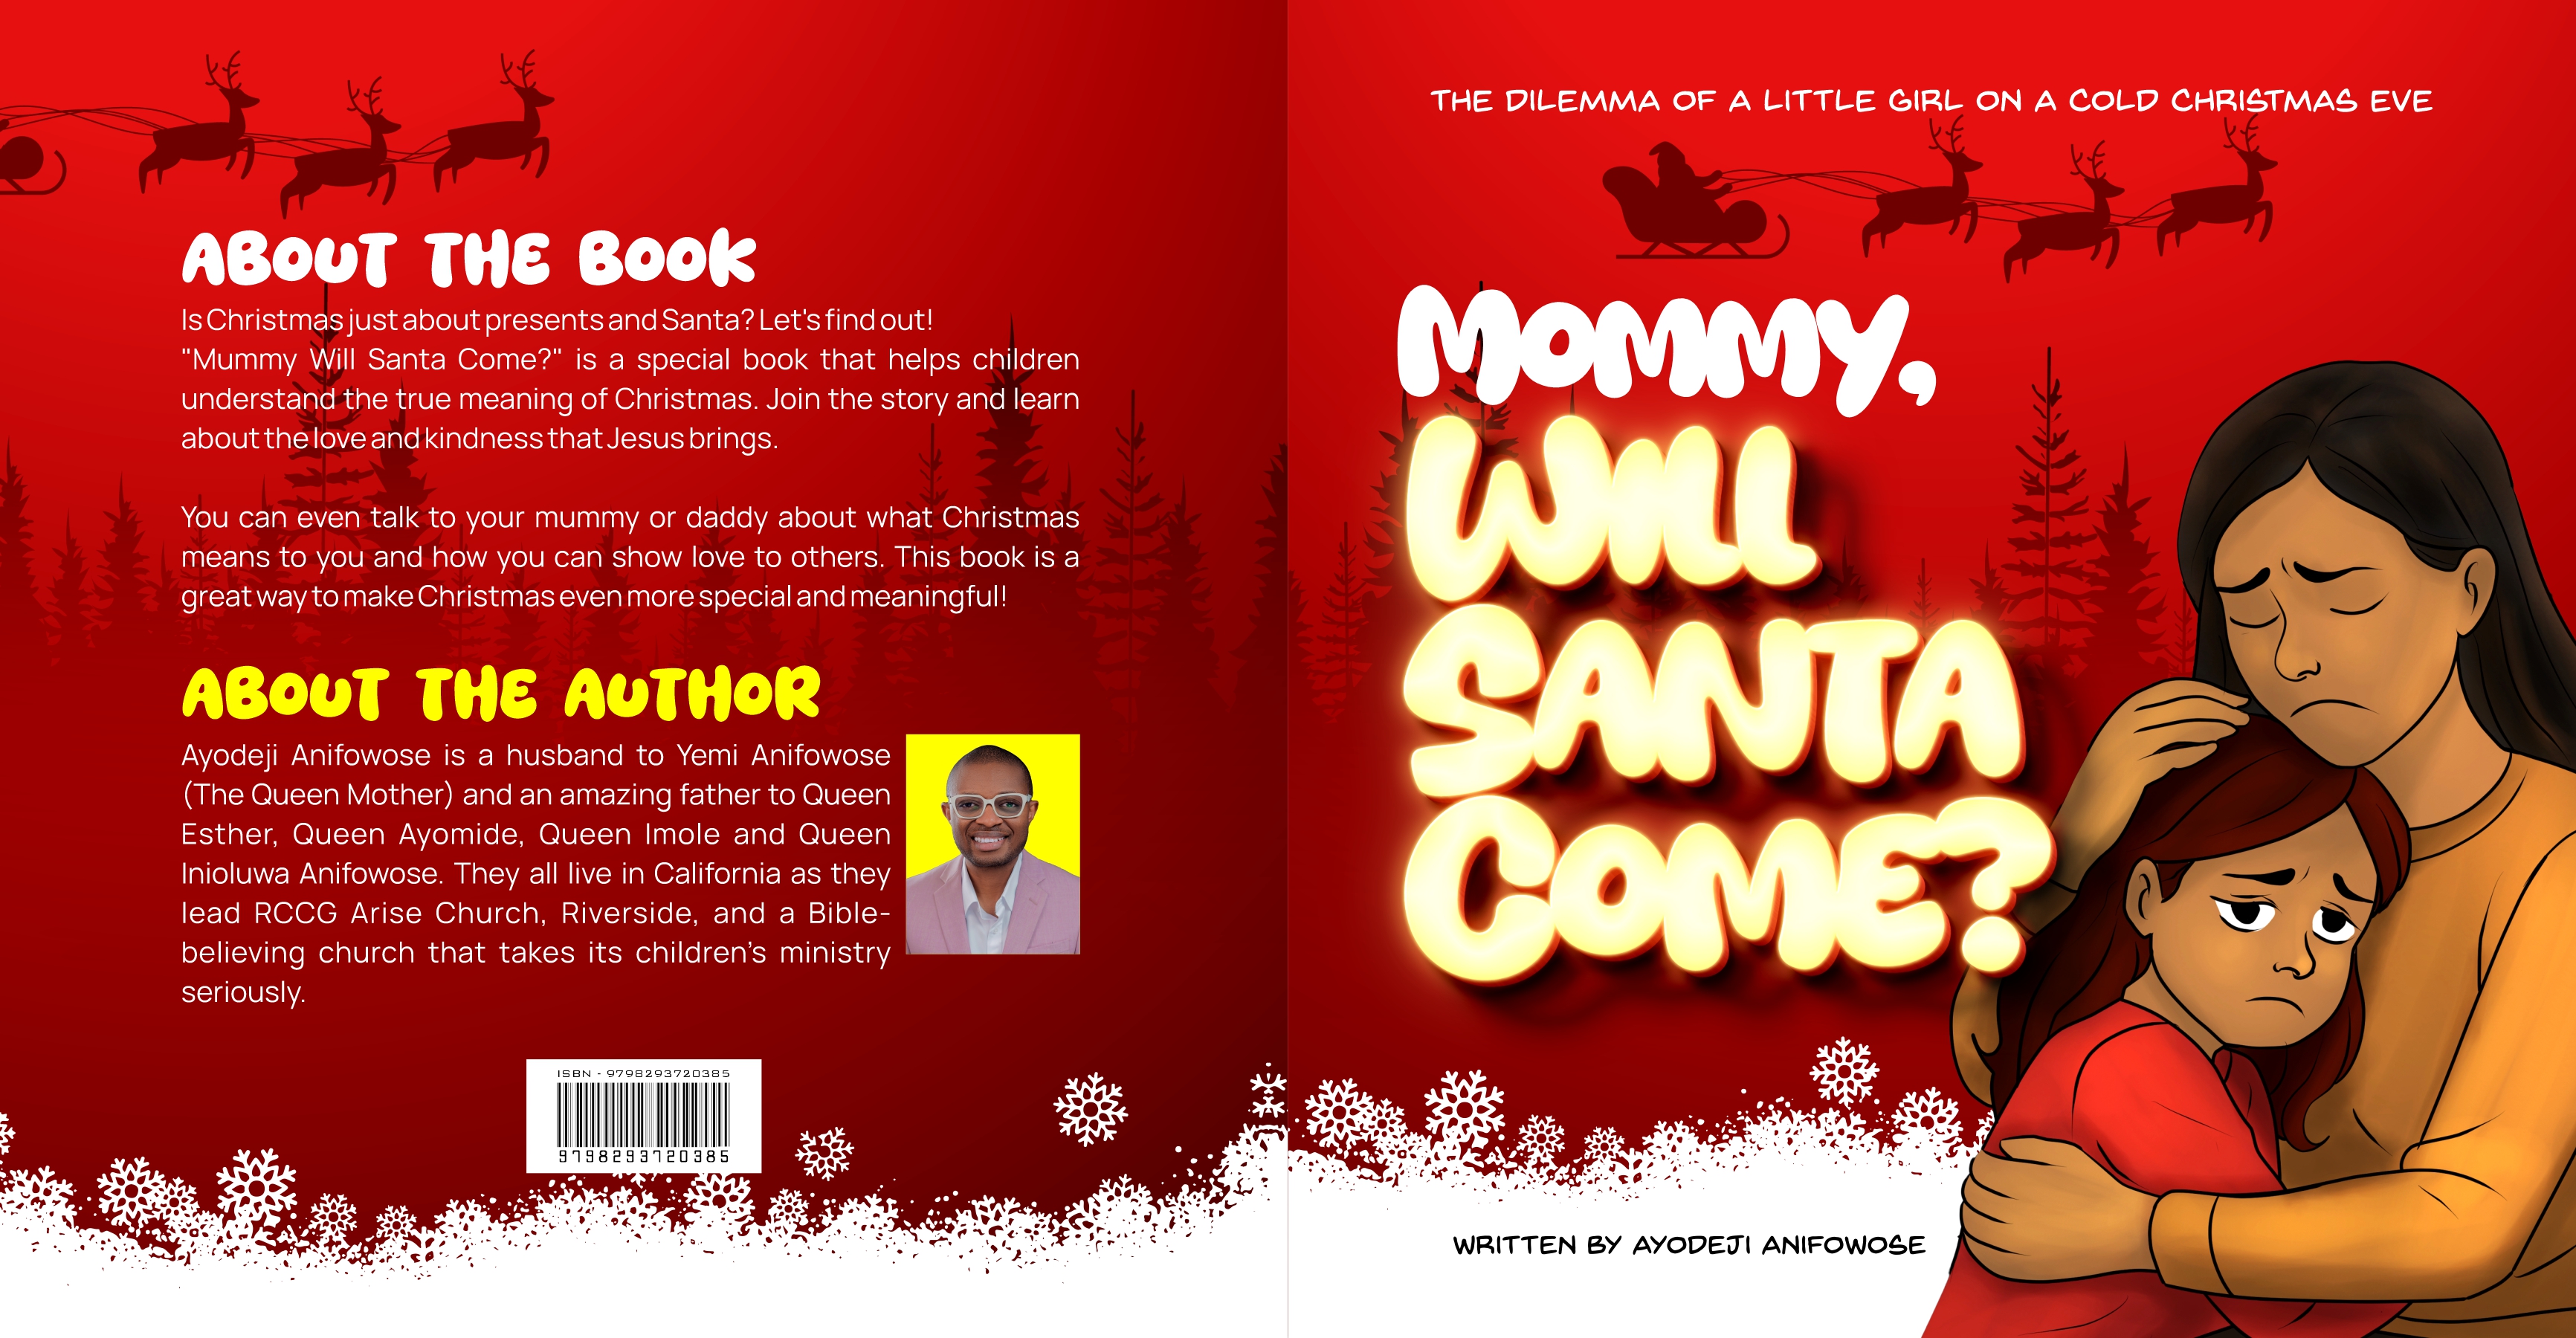 ABOUT THE BOOK
Is Christmas just about presents and Santa? Let's find out!
"Mummy Will Santa Come?" is a special book that helps children
understand the true meaning of Christmas. Join the story and learn
about the love and kindness that Jesus brings.
You can even talk to your mummy or daddy about what Christmas
means to you and how you can show love to others. This book is a
great way to make Christmas even more special and meaningful!
ABOUT THE AUTHOR
Ayodeji Anifowose is a husband to Yemi Anifowose
(The Queen Mother) and an amazing father to Queen
Esther, Queen Ayomide, Queen Imole and Queen
Inioluwa Anifowose. They all live in California as they
lead RCCG Arise Church, Riverside, and a Bible-
believing church that takes its children’s ministry
seriously.
ISBN - 9798293720385
9798293720385
THE DILEMMA OF A LITTLE GIRL ON A COLD CHRISTMAS EVE
MOMMY,
WILL
SANTA
COME?
WRITTEN BY AYODEJI ANIFOWOSE